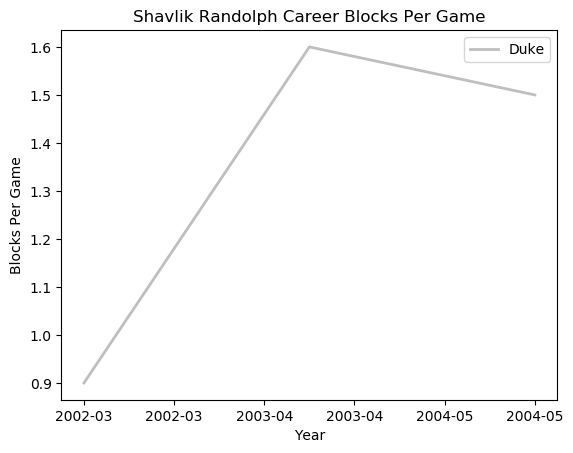 Shavlik Randolph Career Blocks Per Game
Duke
1.6
1.5
1.4
1.3
1.2
1.1
1.0
0.9
Blocks Per Game
2002-03 2002-03 2003-04 2003-04 2004-05 2004-05
Year